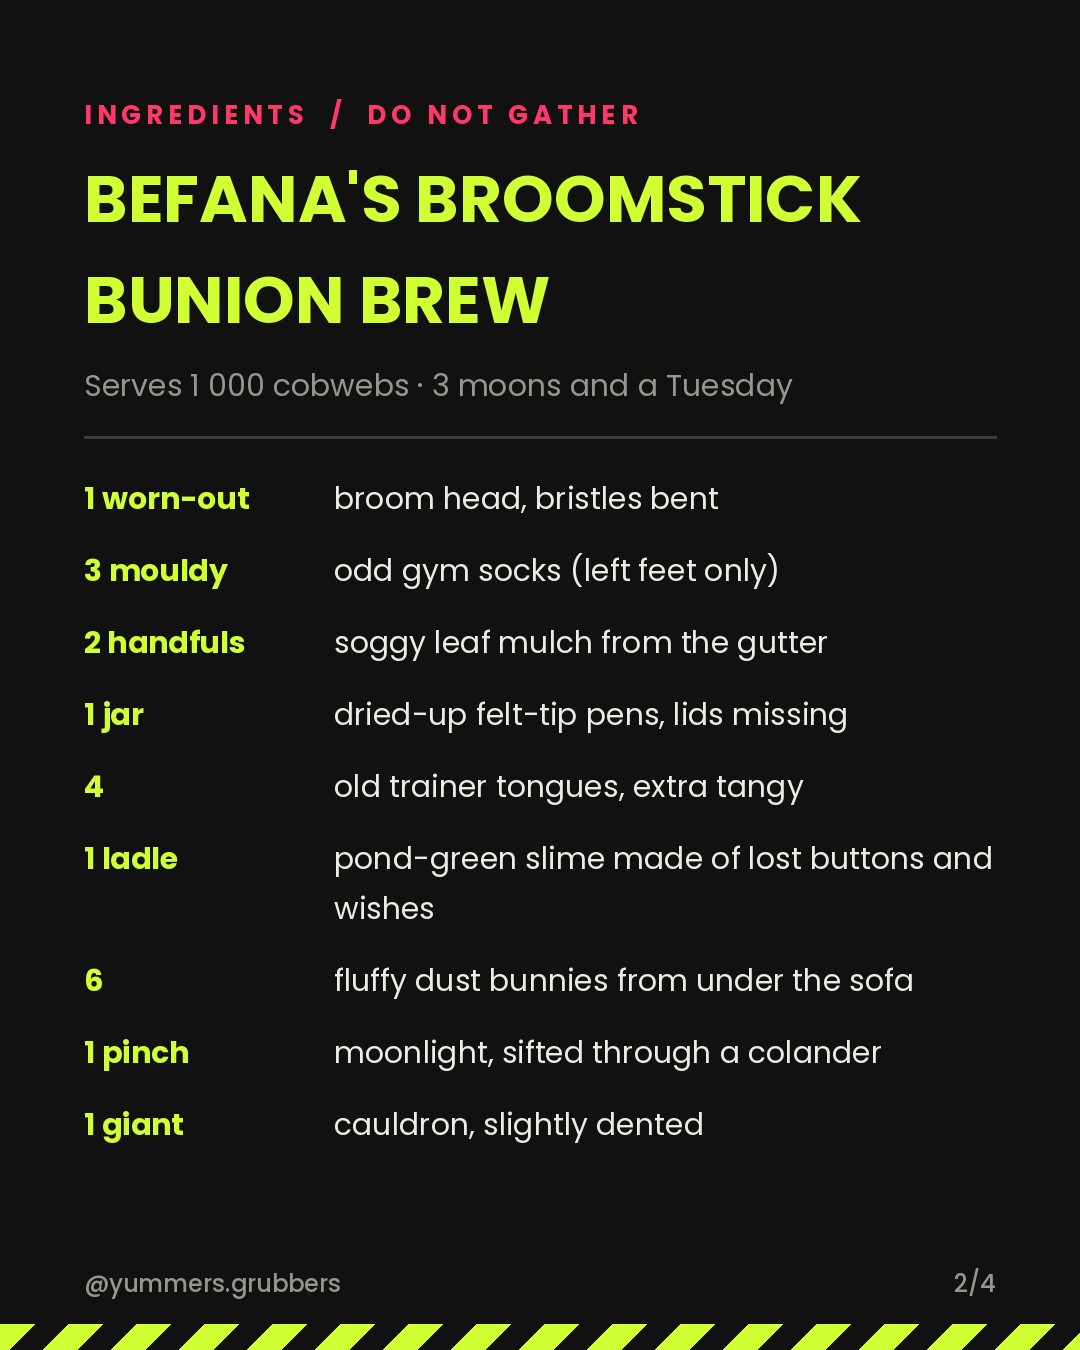 INGREDIENTS / DO NOT GATHER
BEFANA'S BROOMSTICK
BUNION BREW
Serves 1 000 cobwebs · 3 moons and a Tuesday
1 worn-out broom head, bristles bent
3 mouldy odd gym socks (left feet only)
2 handfuls soggy leaf mulch from the gutter
1 jar dried-up felt-tip pens, lids missing
4 old trainer tongues, extra tangy
1 ladle pond-green slime made of lost buttons and
wishes
6 fluffy dust bunnies from under the sofa
1 pinch moonlight, sifted through a colander
1 giant cauldron, slightly dented
@yummers.grubbers 2/4